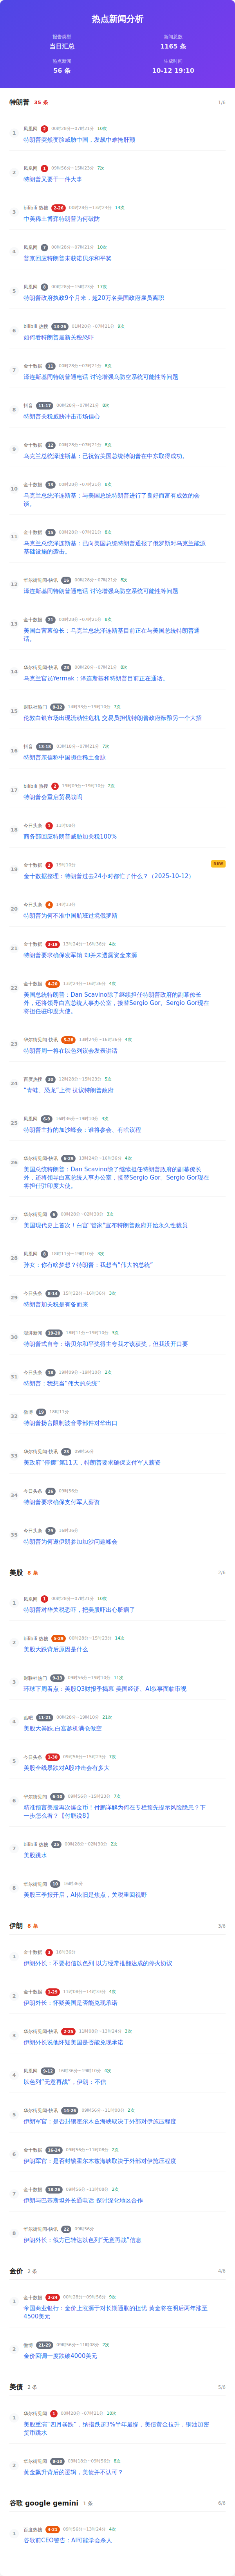 热点新闻分析
报告类型
当日汇总
新闻总数
1165 条
热点新闻
56 条
生成时间
10-12 19:10
特朗普 35 条 1/6
1 凤凰网 2 00时28分~07时21分 10次
特朗普突然变脸威胁中国，发飙中难掩肝颤
2 凤凰网 1 09时56分~15时23分 7次
特朗普又要干一件大事
3 bilibili 热搜 2-26 00时28分~13时24分 14次
中美稀土博弈特朗普为何破防
4 凤凰网 7 00时28分~07时21分 10次
普京回应特朗普未获诺贝尔和平奖
5 凤凰网 00时28分~15时23分 17次
特朗普政府执政9个月来，超20万名美国政府雇员离职
6 bilibili 热搜 01时20分~07时21分
如何看特朗普最新关税恐吓
7 金十数据 11 00时28分~07时21分 8次
泽连斯基同特朗普通电话 讨论增强乌防空系统可能性等问题
8 抖音 11-17 00时28分~07时21分 8次
特朗普关税威胁冲击市场信心
9 金十数据 12 00时28分~07时21分 8次
乌克兰总统泽连斯基：已祝贺美国总统特朗普在中东取得成功。
10 金十数据 13 00时28分~07时21分 8次
乌克兰总统泽连斯基：与美国总统特朗普进行了良好而富有成效的会
谈。
11 金十数据 15 00时28分~07时21分 8次
乌克兰总统泽连斯基：已向美国总统特朗普通报了俄罗斯对乌克兰能源
基础设施的袭击。
12 华尔街见闻·快讯 16 00时28分~07时21分 8次
泽连斯基同特朗普通电话 讨论增强乌防空系统可能性等问题
13 金十数据 21 00时28分~07时21分 8次
美国白宫幕僚长：乌克兰总统泽连斯基目前正在与美国总统特朗普通
话。
14 华尔街见闻·快讯 00时28分~07时21分 8次
乌克兰官员Yermak：泽连斯基和特朗普目前正在通话。
15 财联社热门 8-12 14时33分~19时10分 7次
伦敦白银市场出现流动性危机 交易员担忧特朗普政府酝酿另一个大招
16 抖音 03时18分~07时21分 7次
特朗普亲信称中国掘住稀土命脉
17 bilibili 热搜 2 19时09分~19时10分 2次
特朗普会重启贸易战吗
18 今日头条 1 11时08分
商务部回应特朗普威胁加关税100%
19 金十数据 2 19时10分 NEW
金十数据整理：特朗普过去24小时都忙了什么？（2025-10-12）
20 今日头条 4 14时33分
特朗普为何不准中国航班过境俄罗斯
21 金十数据 3-19 13时24分~16时36分 4次
特朗普要求确保发军饷 却并未透露资金来源
22 金十数据 4-20 13时24分~16时36分 4次
美国总统特朗普：Dan Scavino除了继续担任特朗普政府的副幕僚长
外，还将领导白宫总统人事办公室，接替Sergio Gor，Sergio Gor现在
将担任驻印度大使。
23 华尔街见闻·快讯 5-28 13时24分~16时36分 4次
特朗普周一将在以色列议会发表讲话
24 百度热搜 30 12时28分~15时23分 5次
“青蛙、恐龙”上街 抗议特朗普政府
25 凤凰网 6-9 16时36分~19时10分 4次
特朗普主持的加沙峰会：谁将参会、有啥议程
26 华尔街见闻·快讯 6-29 13时24分~16时36分 4次
美国总统特朗普：Dan Scavino除了继续担任特朗普政府的副幕僚长
外，还将领导白宫总统人事办公室，接替Sergio Gor，Sergio Gor现在
将担任驻印度大使。
27 华尔街见闻 6 00时28分~02时30分 3次
美国现代史上首次！白宫“管家”宣布特朗普政府开始永久性裁员
28 凤凰网 8 18时11分~19时10分 3次
孙女：你有啥梦想？特朗普：我想当“伟大的总统”
29 今日头条 8-14 15时22分~16时36分 3次
特朗普加关税是有备而来
30 澎湃新闻 19-20 18时11分~19时10分 3次
特朗普式自夸：诺贝尔和平奖得主夸我才该获奖，但我没开口要
31 今日头条 18 19时09分~19时10分 2次
特朗普：我想当“伟大的总统”
32 微博 18时11分
特朗普扬言限制波音零部件对华出口
33 华尔街见闻·快讯 23 09时56分
美政府“停摆”第11天，特朗普要求确保支付军人薪资
34 今日头条 26 09时56分
特朗普要求确保支付军人薪资
35 今日头条 16时36分
特朗普为何邀伊朗参加加沙问题峰会
美股 8 条 2/6
1 凤凰网 1 00时28分~07时21分 10次
特朗普对华关税恐吓，把美股吓出心脏病了
2 bilibili 热搜 5-29 00时28分~15时23分 14次
美股大跌背后原因是什么
3 财联社热门 9-13 09时56分~19时10分 11次
环球下周看点：美股Q3财报季揭幕 美国经济、AI叙事面临审视
4 贴吧 11-21 00时28分~19时10分 21次
美股大暴跌,白宫趁机满仓做空
5 今日头条 1-30 09时56分~15时23分 7次
美股全线暴跌对A股冲击会有多大
6 华尔街见闻 6-10 09时56分~15时23分 7次
精准预言美股再次爆金币！付鹏详解为何在专栏预先提示风险隐患？下
一步怎么看？【付鹏说8】
7 bilibili 热搜 00时28分~02时30分 2次
美股跳水
8 华尔街见闻 10 16时36分
美股三季报开启，AI依旧是焦点，关税重回视野
伊朗 8 条 3/6
1 金十数据 3 16时36分
伊朗外长：不要相信以色列 以方经常推翻达成的停火协议
2 金十数据 1-29 11时08分~14时33分 4次
伊朗外长：怀疑美国是否能兑现承诺
3 华尔街见闻·快讯 2-25 11时08分~13时24分 3次
伊朗外长说他怀疑美国是否能兑现承诺
4 凤凰网 9-12 16时36分~19时10分 4次
以色列“无意再战”，伊朗：不信
5 华尔街见闻·快讯 14-26 09时56分~11时08分 2次
伊朗军官：是否封锁霍尔木兹海峡取决于外部对伊施压程度
6 金十数据 16-24 09时56分~11时08分 2次
伊朗军官：是否封锁霍尔木兹海峡取决于外部对伊施压程度
7 金十数据 18-26 09时56分~11时08分 2次
伊朗与巴基斯坦外长通电话 探讨深化地区合作
8 华尔街见闻·快讯 22 09时56分
伊朗外长：俄方已转达以色列“无意再战”信息
金价 2 条 4/6
1 金十数据 3-24 00时28分~09时56分 9次
帝国商业银行：金价上涨源于对长期通胀的担忧 黄金将在明后两年涨至
4500美元
2 微博 21-29 09时56分~11时08分 2次
金价回调一度跌破4000美元
美债 2 条 5/6
1 华尔街见闻 1 00时28分~07时21分 10次
美股重演“四月暴跌”，纳指跌超3%半年最惨，美债黄金拉升，铜油加密
货币跳水
2 华尔街见闻 8-10 03时18分~09时56分 8次
黄金飙升背后的逻辑，美债并不认可？
谷歌 google gemini 1 条 6/6
1 百度热搜 4-21 09时56分~13时24分 4次
谷歌前CEO警告：AI可能学会杀人